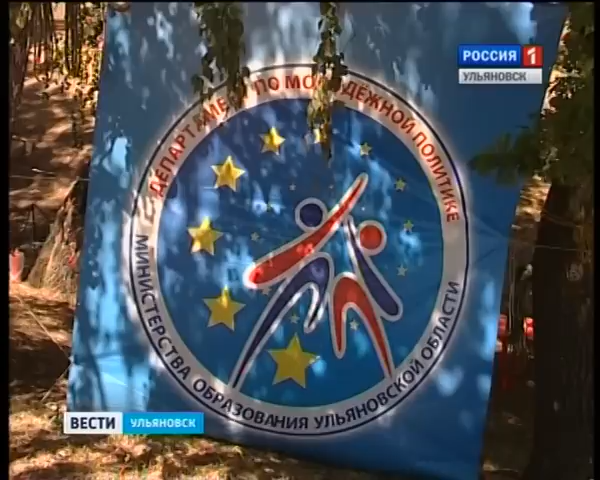 РОССИЯ 1
УЛЬЯНОВСК
ДЕПАРТАМЕНТ ПО МОЛОДЁЖНОЙ ПОЛИТИКЕ
МИНИСТЕРСТВА ОБРАЗОВАНИЯ УЛЬЯНОВСКОЙ ОБЛАСТИ
ВЕСТИ УЛЬЯНОВСК